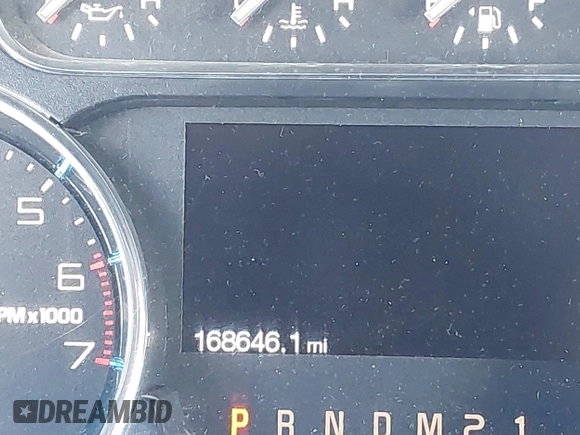 H
E
F
5
6
PM x1000
7
168646.1 mi
P R N D M 2 1
DREAMBID